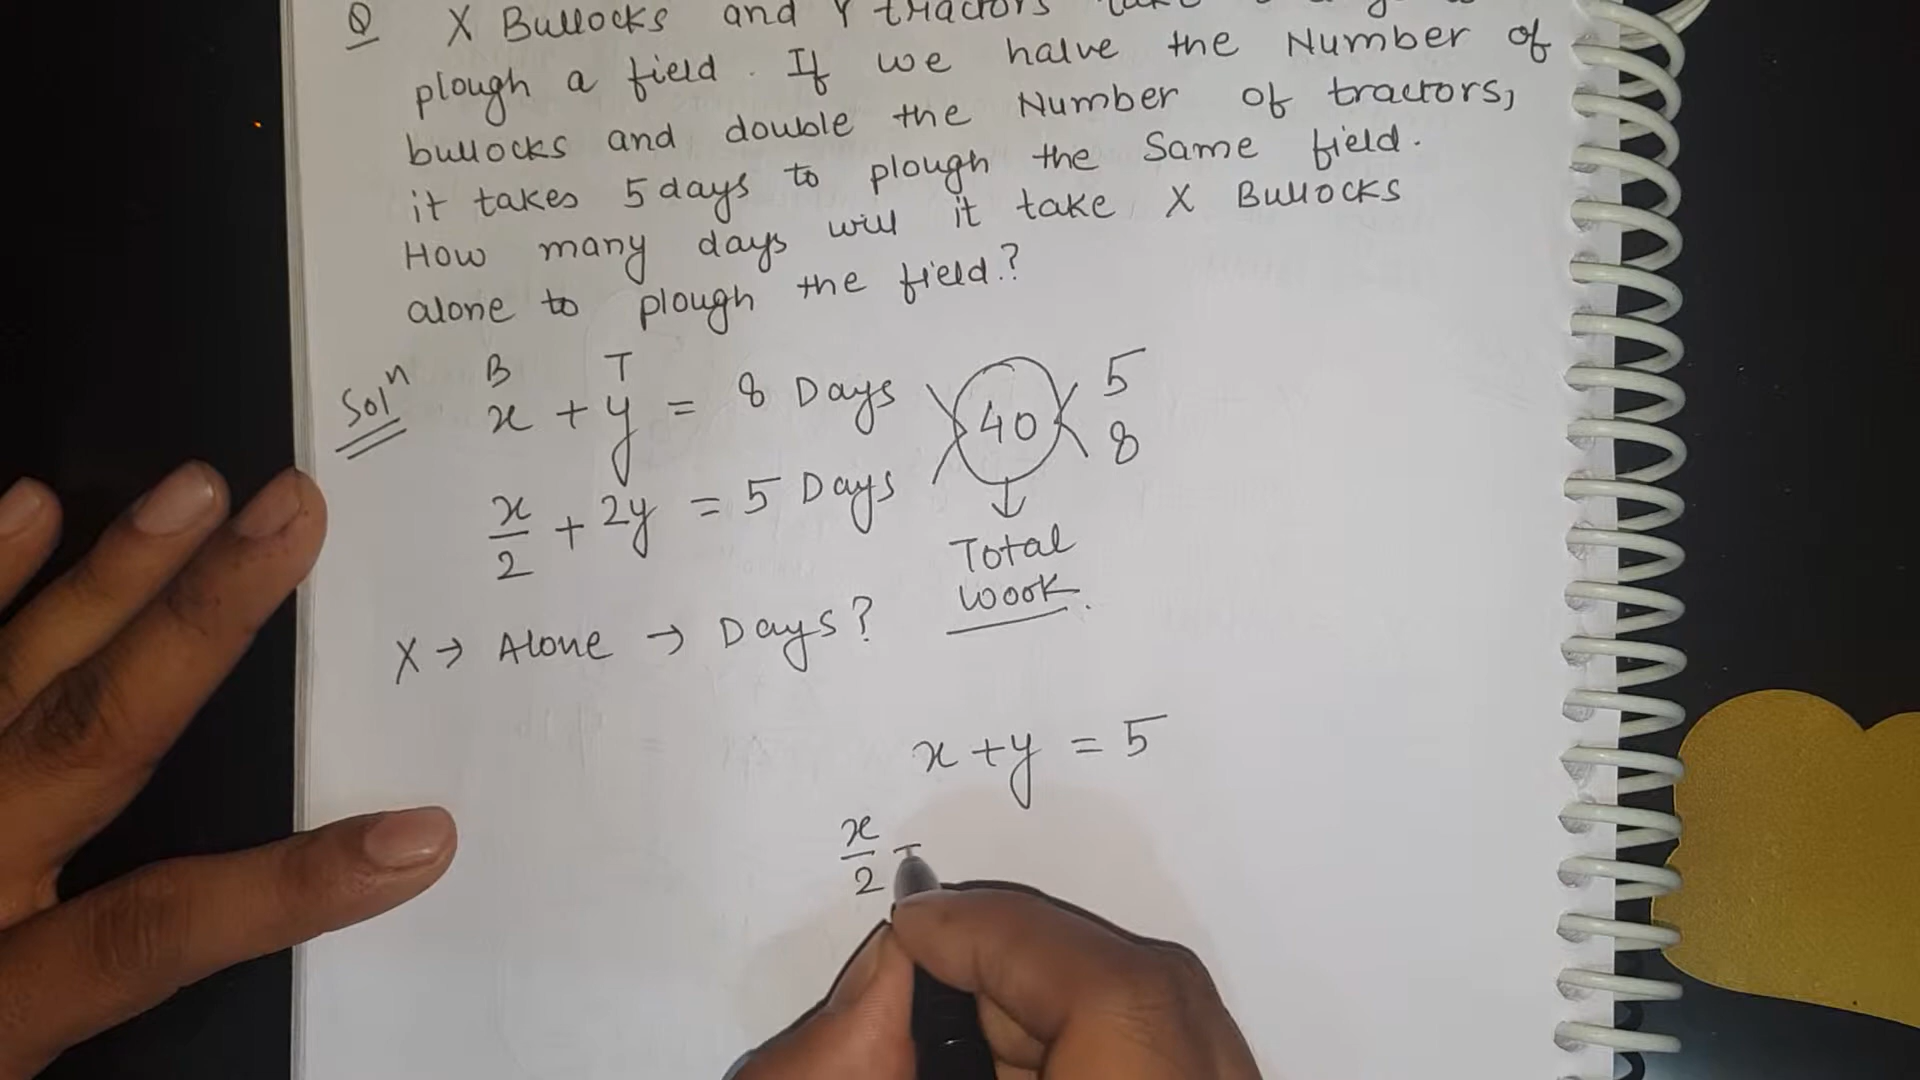 Q X Bullocks and Y tractors take
plough a field. If we halve the Number of
bullocks and double the Number of tractors,
it takes 5 days to plough the Same field.
How many days will it take X Bullocks
alone to plough the field.?
Solⁿ B T
x + y = 8 Days 40 5
8
x/2 + 2y = 5 Days
Total
Work.
X → Alone → Days?
x + y = 5
x/2